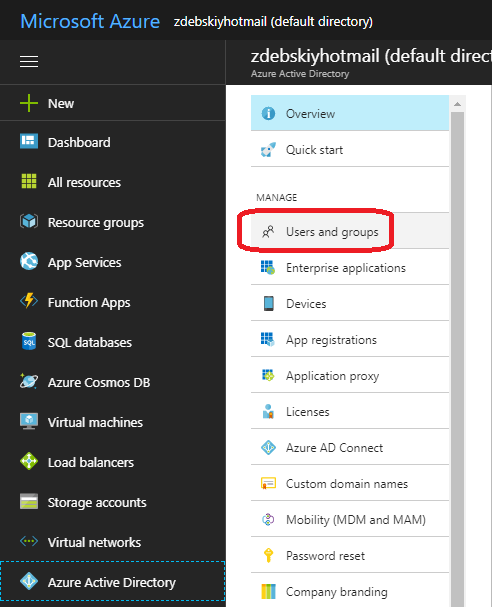 Microsoft Azure zdebskiyhotmail (default directory)
New
Dashboard
All resources
Resource groups
App Services
Function Apps
SQL
SQL databases
Azure Cosmos DB
Virtual machines
Load balancers
Storage accounts
Virtual networks
Azure Active Directory
zdebskiyhotmail (default direct
Azure Active Directory
Overview
Quick start
MANAGE
Users and groups
Enterprise applications
Devices
App registrations
Application proxy
Licenses
Azure AD Connect
Custom domain names
Mobility (MDM and MAM)
Password reset
Company branding